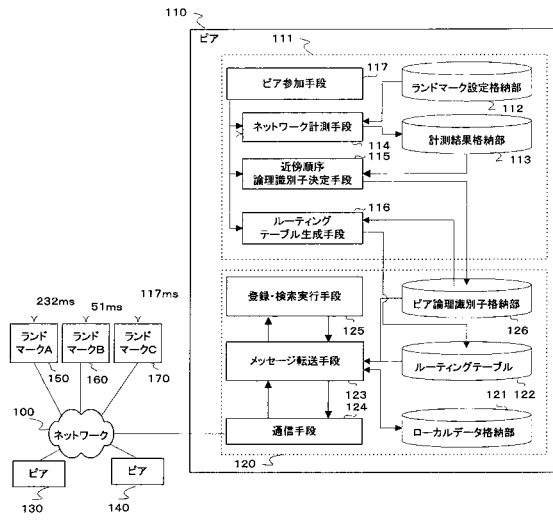 110
ピア
111
117
ピア参加手段
ランドマーク設定格納部
112
ネットワーク計測手段
114
計測結果格納部
113
115
近傍順序
論理識別子決定手段
116
ルーティング
テーブル生成手段
232ms
51ms
117ms
ランド
マークA
ランド
マークB
ランド
マークC
150
160
170
100
ネットワーク
ピア
130
ピア
140
登録・検索実行手段
125
ピア論理識別子格納部
126
メッセージ転送手段
123
ルーティングテーブル
122
124
通信手段
121
ローカルデータ格納部
120